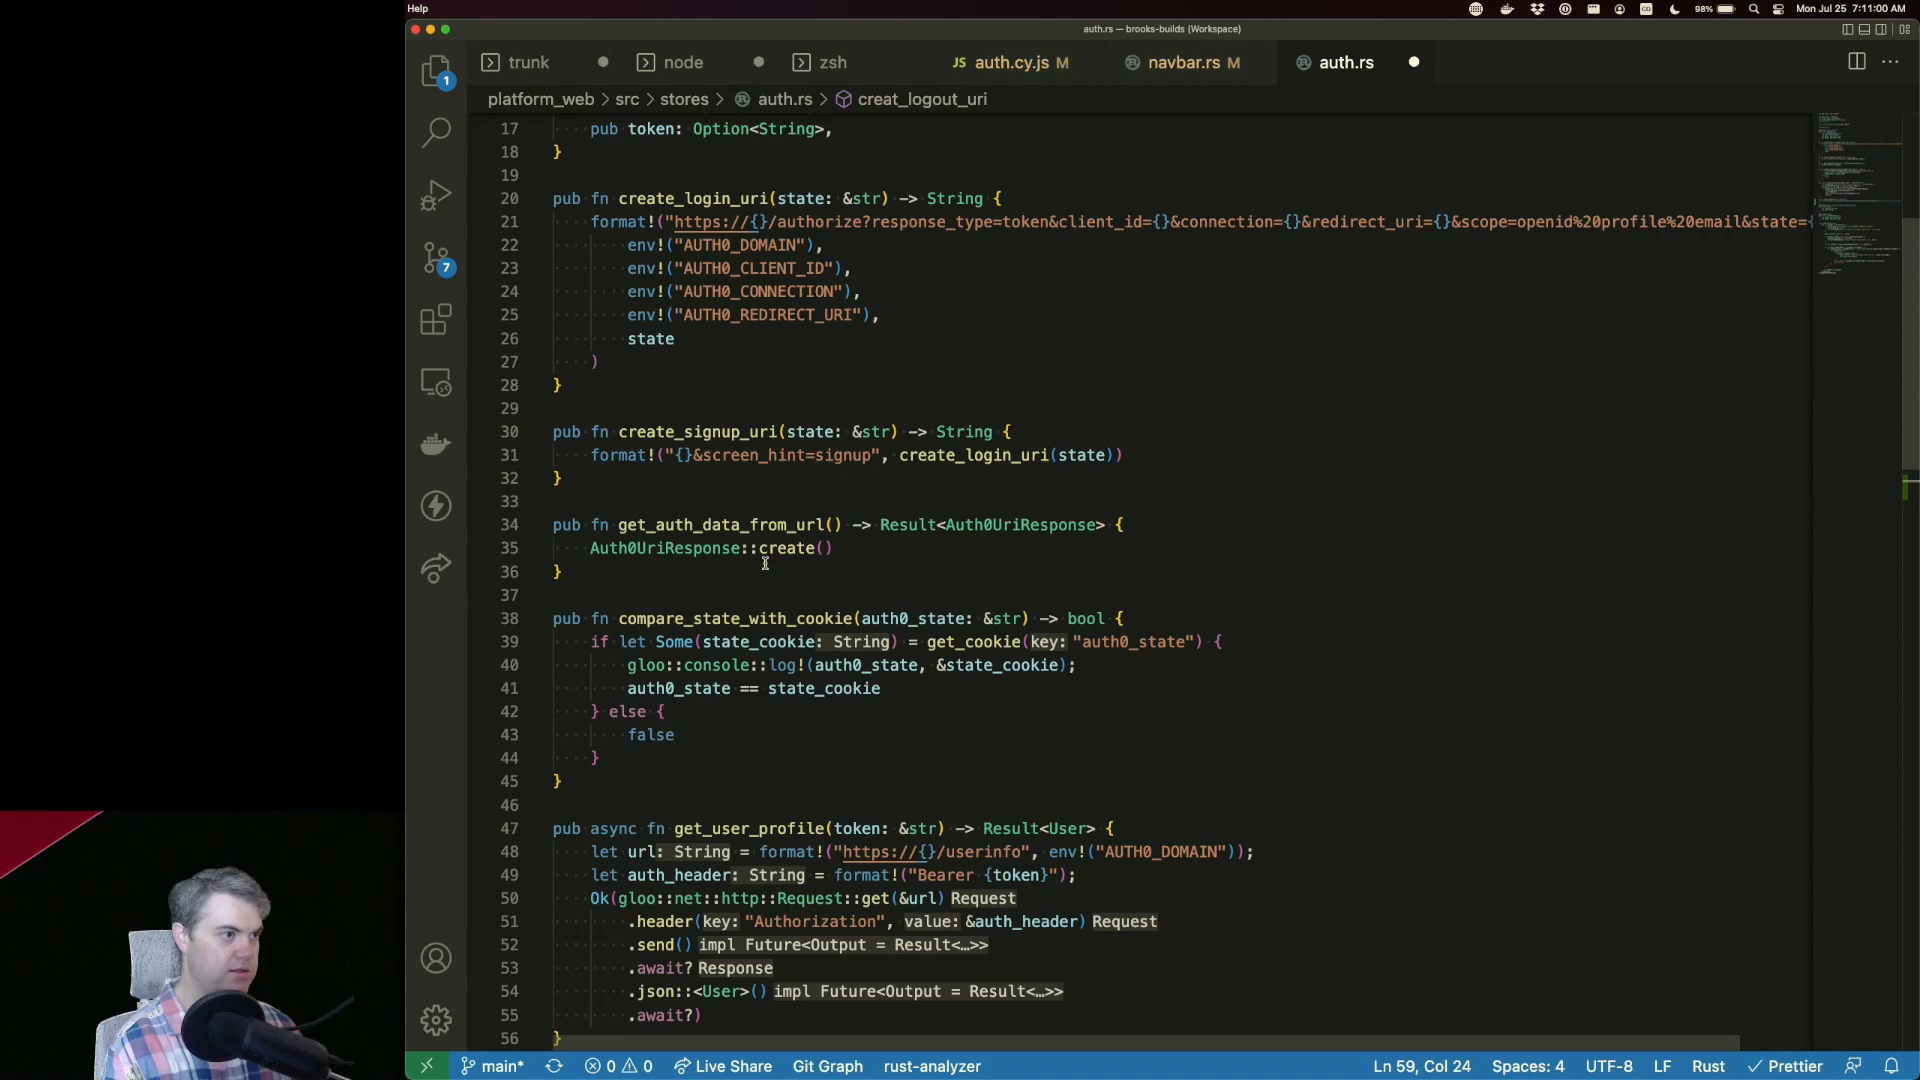 Help
98%
Mon Jul 25 7:11:00 AM
auth.rs — brooks-builds (Workspace)
trunk
node
zsh
JS auth.cy.js M
navbar.rs M
auth.rs
platform_web > src > stores > auth.rs > creat_logout_uri
1
7
17 pub token: Option<String>,
18 }
19
20 pub fn create_login_uri(state: &str) -> String {
21 format!("https://{}/authorize?response_type=token&client_id={}&connection={}&redirect_uri={}&scope=openid%20profile%20email&state={
22 env!("AUTH0_DOMAIN"),
23 env!("AUTH0_CLIENT_ID"),
24 env!("AUTH0_CONNECTION"),
25 env!("AUTH0_REDIRECT_URI"),
26 state
27 )
28 }
29
30 pub fn create_signup_uri(state: &str) -> String {
31 format!("{}&screen_hint=signup", create_login_uri(state))
32 }
33
34 pub fn get_auth_data_from_url() -> Result<Auth0UriResponse> {
35 Auth0UriResponse::create()
36 }
37
38 pub fn compare_state_with_cookie(auth0_state: &str) -> bool {
39 if let Some(state_cookie: String) = get_cookie(key: "auth0_state") {
40 gloo::console::log!(auth0_state, &state_cookie);
41 auth0_state == state_cookie
42 } else {
43 false
44 }
45 }
46
47 pub async fn get_user_profile(token: &str) -> Result<User> {
48 let url: String = format!("https://{}/userinfo", env!("AUTH0_DOMAIN"));
49 let auth_header: String = format!("Bearer {token}");
50 Ok(gloo::net::http::Request::get(&url) Request
51 .header(key: "Authorization", value: &auth_header) Request
52 .send() impl Future<Output = Result<…>>
53 .await? Response
54 .json::<User>() impl Future<Output = Result<…>>
55 .await?)
56 }
main*
0 0
Live Share
Git Graph
rust-analyzer
Ln 59, Col 24
Spaces: 4
UTF-8
LF
Rust
Prettier